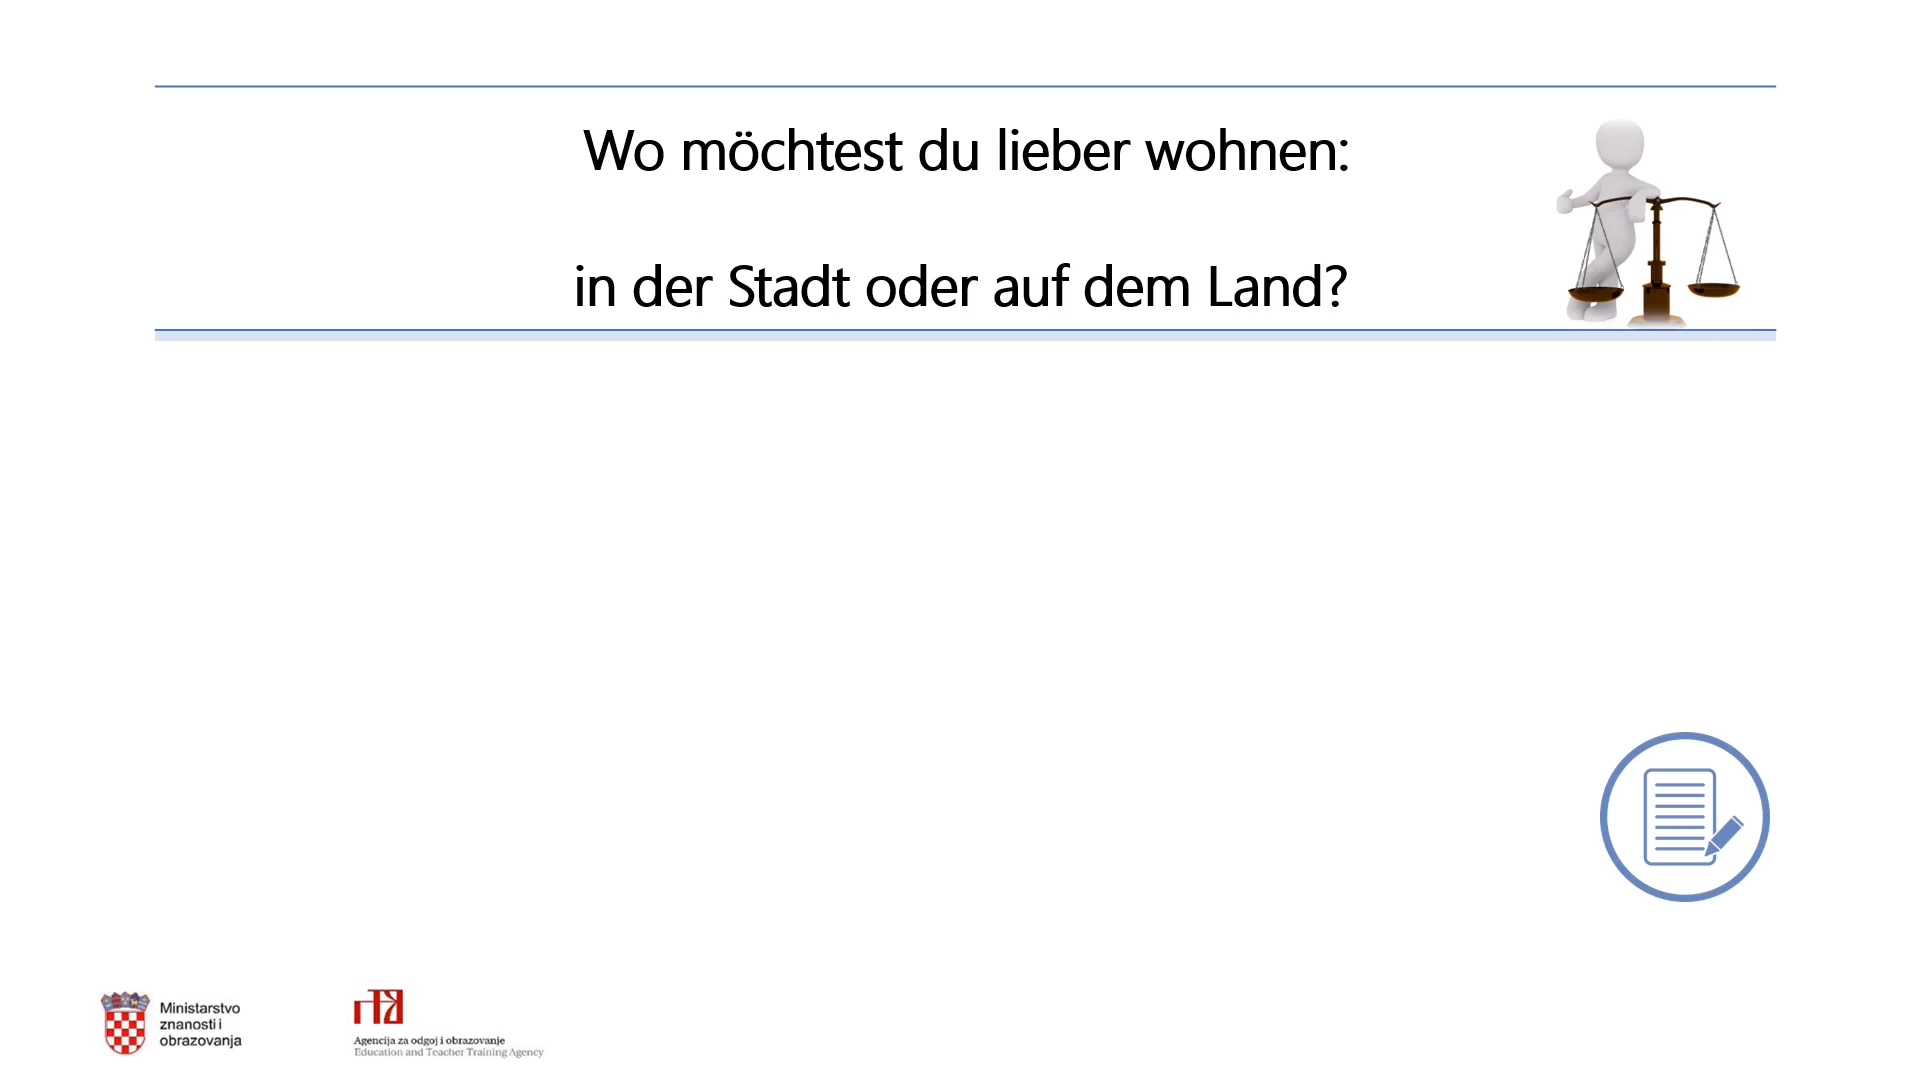 Wo möchtest du lieber wohnen:
in der Stadt oder auf dem Land?
Ministarstvo
znanosti i
obrazovanja
Agencija za odgoj i obrazovanje
Education and Teacher Training Agency